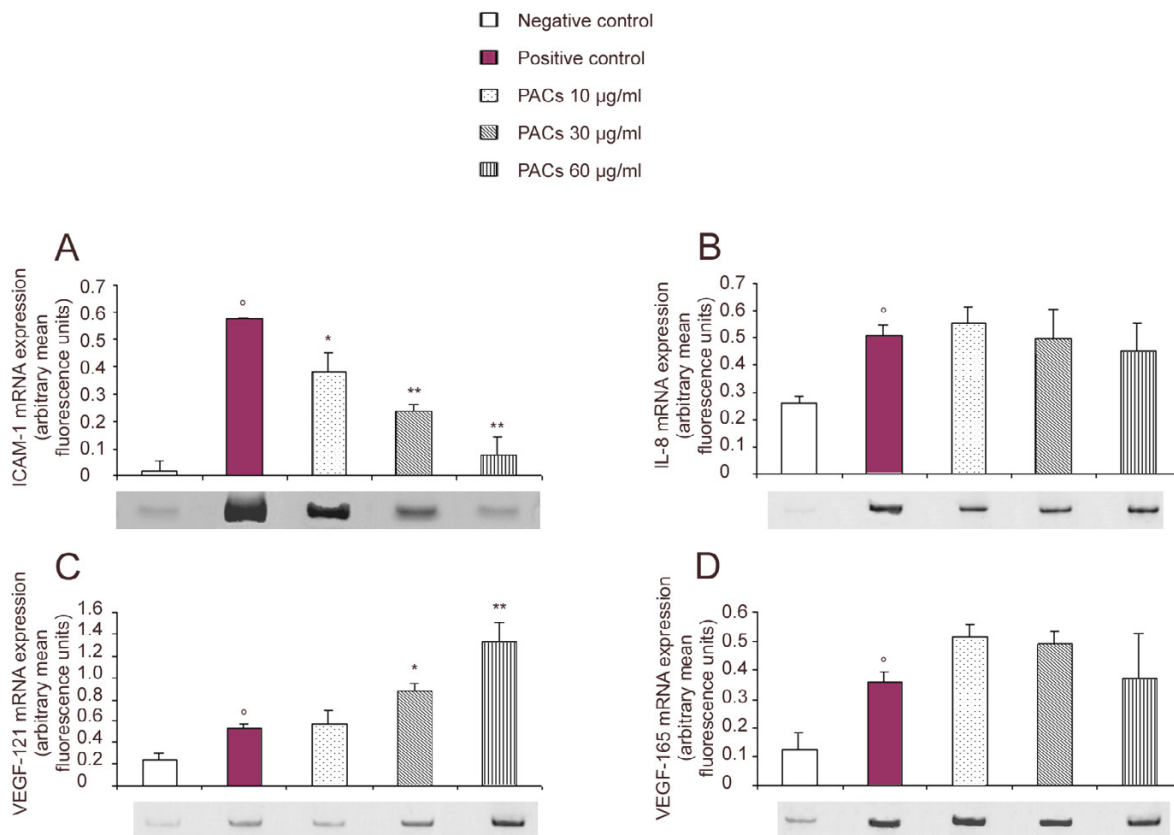 Negative control
Positive control
PACs 10 µg/ml
PACs 30 µg/ml
PACs 60 µg/ml
A
ICAM-1 mRNA expression
(arbitrary mean
fluorescence units)
0.7
0.6
0.5
0.4
0.3
0.2
0.1
0
°
*
**
**
B
IL-8 mRNA expression
(arbitrary mean
fluorescence units)
0.7
0.6
0.5
0.4
0.3
0.2
0.1
0
°
C
VEGF-121 mRNA expression
(arbitrary mean
fluorescence units)
1.6
1.4
1.2
1.0
0.8
0.6
0.4
0.2
0
°
*
**
D
VEGF-165 mRNA expression
(arbitrary mean
fluorescence units)
0.6
0.5
0.4
0.3
0.2
0.1
0
°